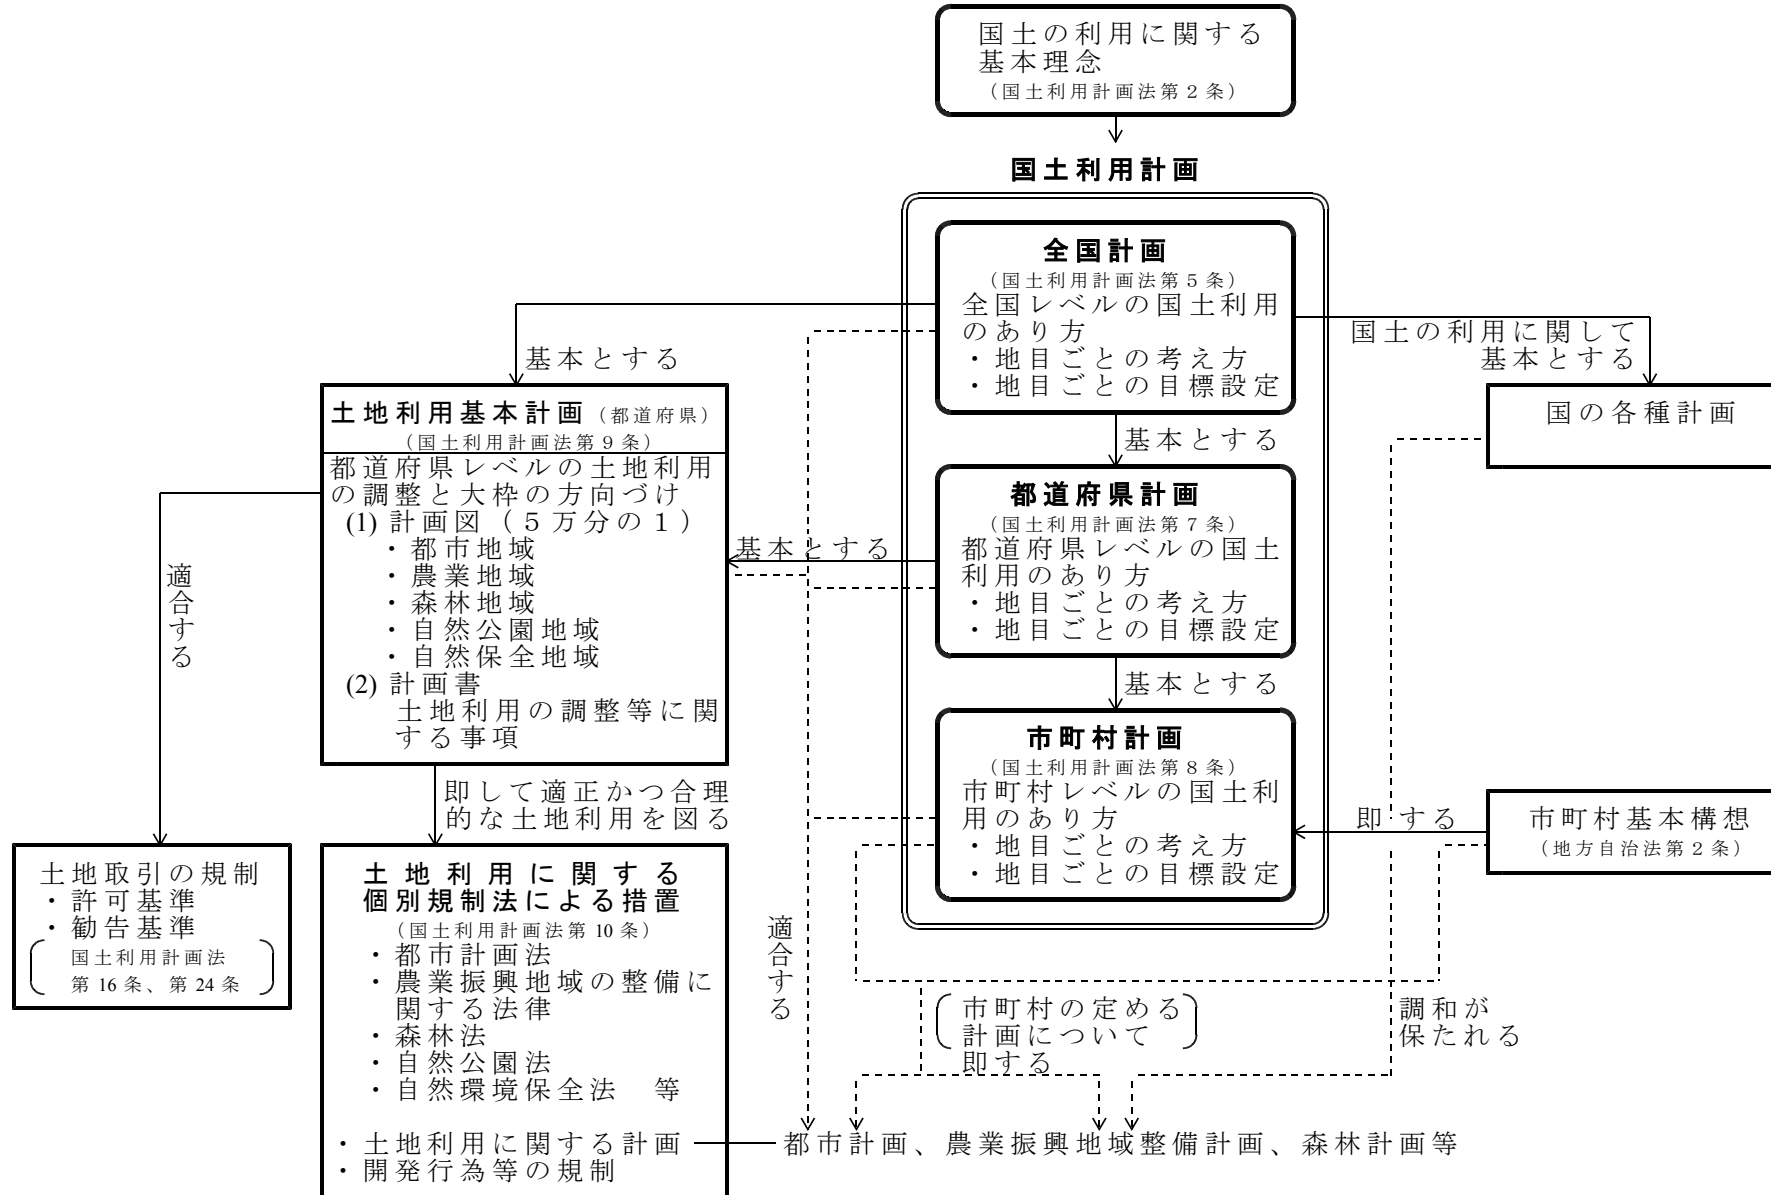 国土の利用に関する
基本理念
（国土利用計画法第２条）
国土利用計画
全国計画
（国土利用計画法第５条）
全国レベルの国土利用
のあり方
・地目ごとの考え方
・地目ごとの目標設定
基本とする
国土の利用に関して
基本とする
国の各種計画
基本とする
土地利用基本計画（都道府県）
（国土利用計画法第９条）
都道府県レベルの土地利用
の調整と大枠の方向づけ
(1) 計画図（５万分の１）
・都市地域
・農業地域
・森林地域
・自然公園地域
・自然保全地域
(2) 計画書
土地利用の調整等に関
する事項
基本とする
都道府県計画
（国土利用計画法第７条）
都道府県レベルの国土
利用のあり方
・地目ごとの考え方
・地目ごとの目標設定
基本とする
適合する
市町村計画
（国土利用計画法第８条）
市町村レベルの国土利
用のあり方
・地目ごとの考え方
・地目ごとの目標設定
即する
市町村基本構想
（地方自治法第２条）
即して適正かつ合理
的な土地利用を図る
土地取引の規制
・許可基準
・勧告基準
国土利用計画法
第 16 条、第 24 条
土地利用に関する
個別規制法による措置
（国土利用計画法第 10 条）
・都市計画法
・農業振興地域の整備に
関する法律
・森林法
・自然公園法
・自然環境保全法　等
・土地利用に関する計画
・開発行為等の規制
適合する
市町村の定める
計画について
即する
調和が
保たれる
都市計画、農業振興地域整備計画、森林計画等